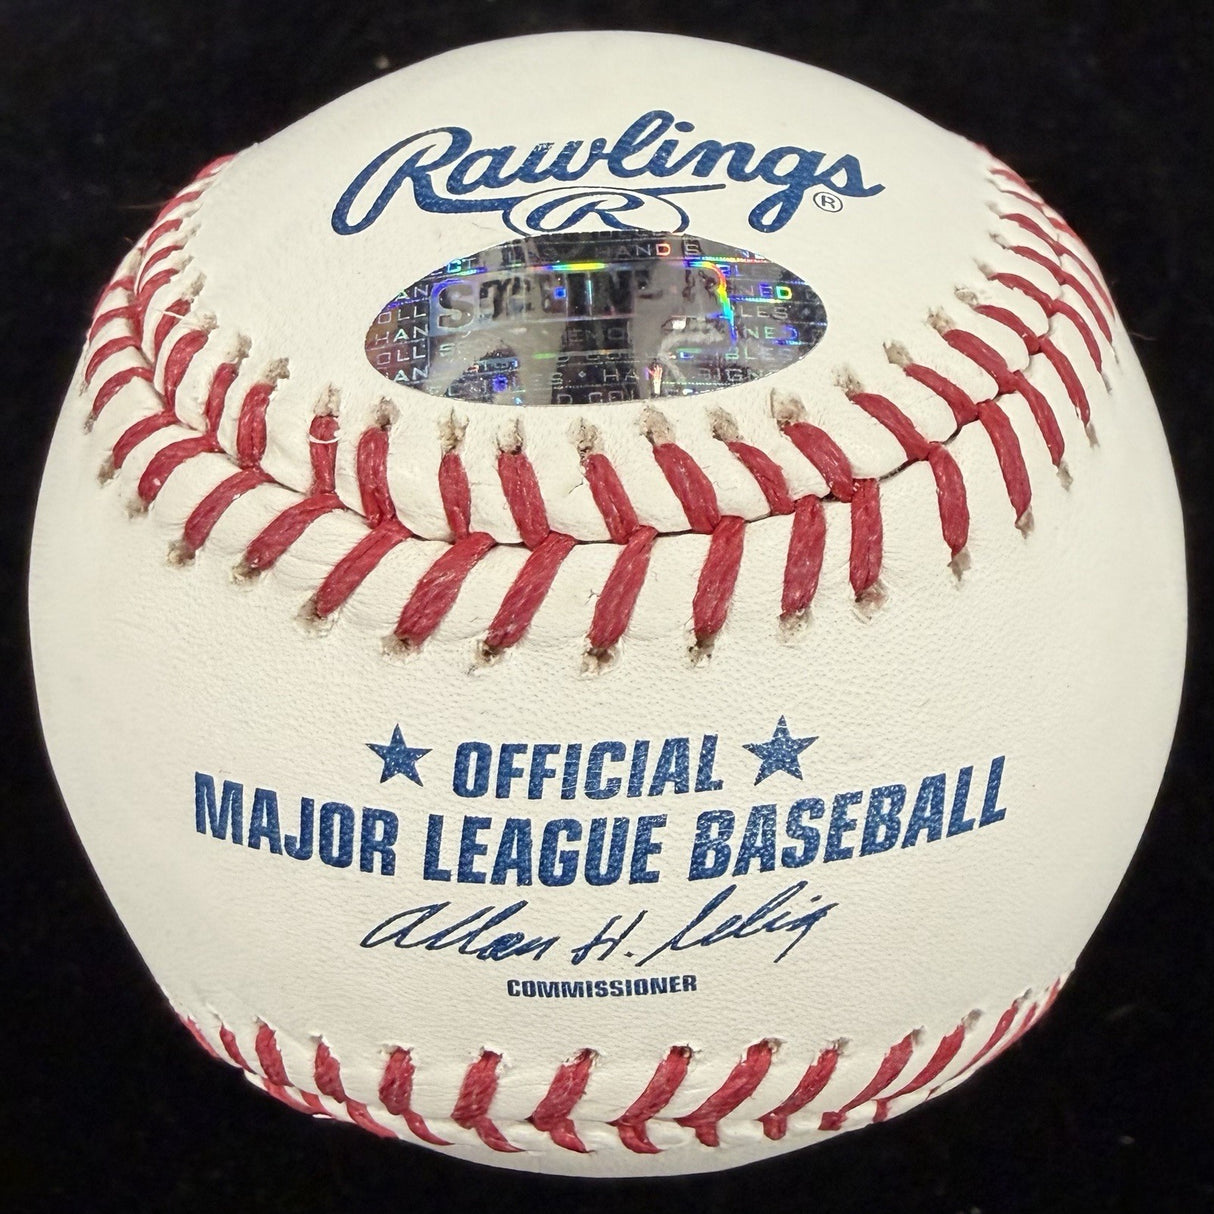 Rawlings
R ®
OFFICIAL
MAJOR LEAGUE BASEBALL
Allan H. Selig
COMMISSIONER